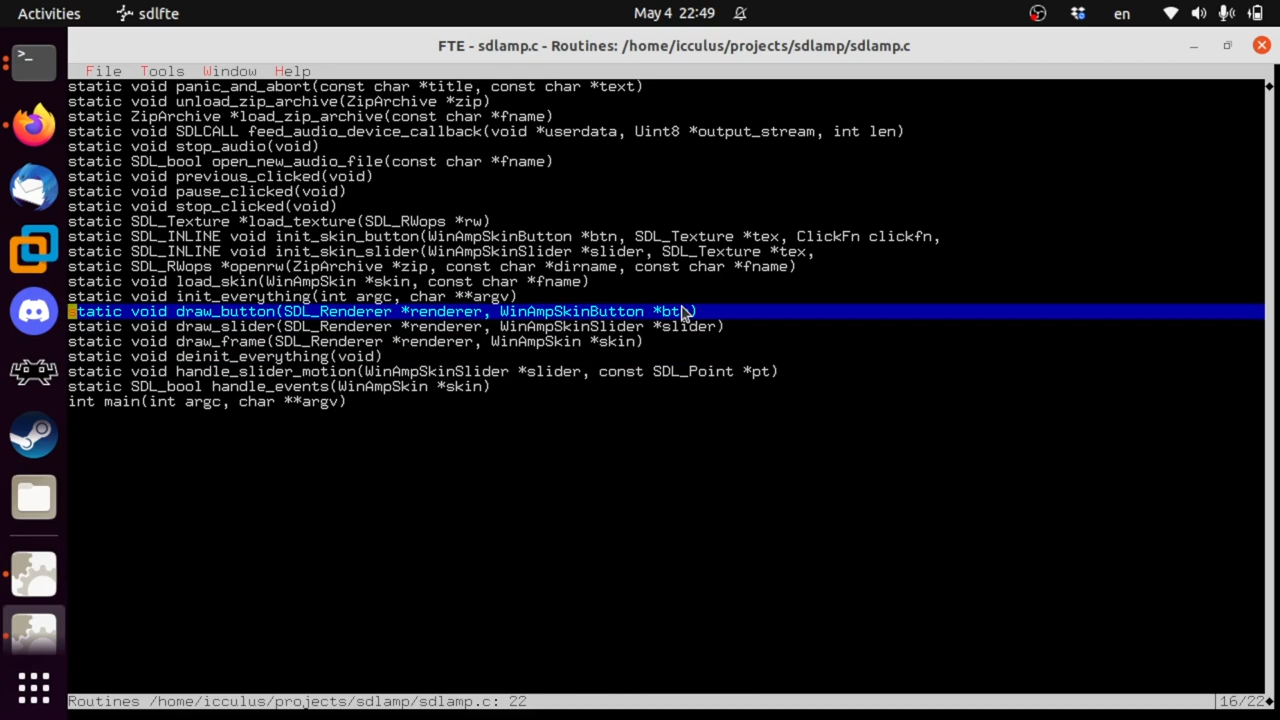 Activities
sdlfte
May 4 22:49
en
FTE - sdlamp.c - Routines: /home/icculus/projects/sdlamp/sdlamp.c
File Tools Window Help
static void panic_and_abort(const char *title, const char *text)
static void unload_zip_archive(ZipArchive *zip)
static ZipArchive *load_zip_archive(const char *fname)
static void SDLCALL feed_audio_device_callback(void *userdata, Uint8 *output_stream, int len)
static void stop_audio(void)
static SDL_bool open_new_audio_file(const char *fname)
static void previous_clicked(void)
static void pause_clicked(void)
static void stop_clicked(void)
static SDL_Texture *load_texture(SDL_RWops *rw)
static SDL_INLINE void init_skin_button(WinAmpSkinButton *btn, SDL_Texture *tex, ClickFn clickfn,
static SDL_INLINE void init_skin_slider(WinAmpSkinSlider *slider, SDL_Texture *tex,
static SDL_RWops *openrw(ZipArchive *zip, const char *dirname, const char *fname)
static void load_skin(WinAmpSkin *skin, const char *fname)
static void init_everything(int argc, char **argv)
static void draw_button(SDL_Renderer *renderer, WinAmpSkinButton *btn)
static void draw_slider(SDL_Renderer *renderer, WinAmpSkinSlider *slider)
static void draw_frame(SDL_Renderer *renderer, WinAmpSkin *skin)
static void deinit_everything(void)
static void handle_slider_motion(WinAmpSkinSlider *slider, const SDL_Point *pt)
static SDL_bool handle_events(WinAmpSkin *skin)
int main(int argc, char **argv)
Routines /home/icculus/projects/sdlamp/sdlamp.c: 22
16/22